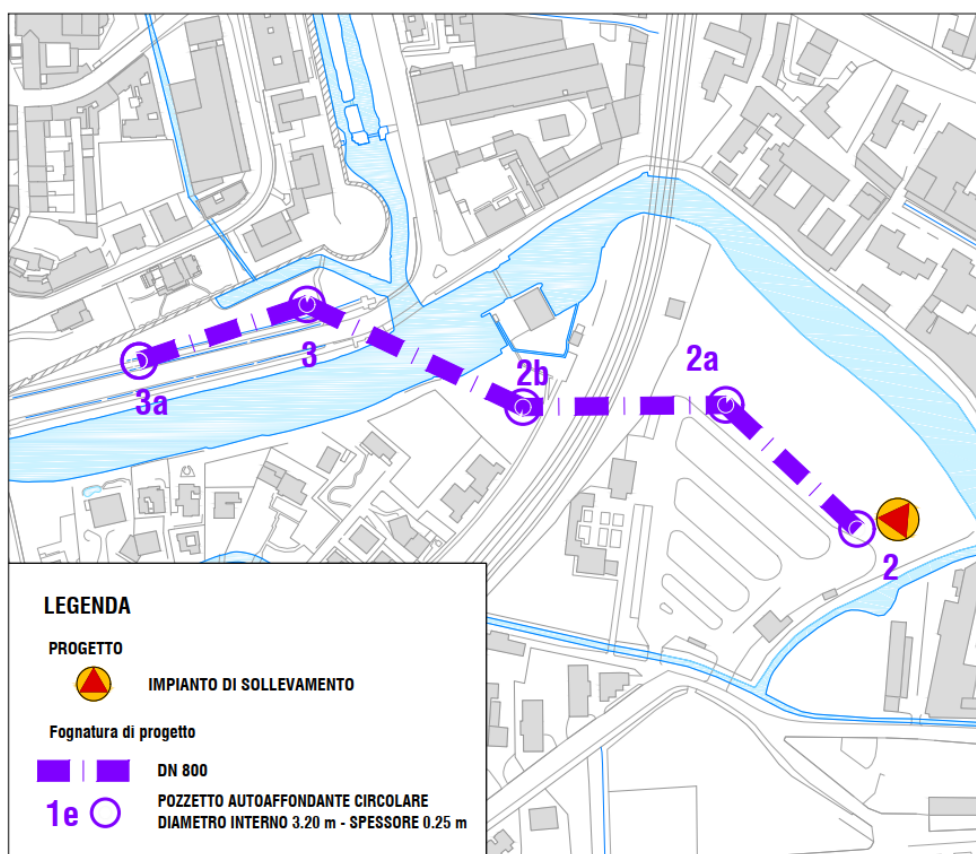 3
3a
2b
2a
2
LEGENDA
PROGETTO
IMPIANTO DI SOLLEVAMENTO
Fognatura di progetto
DN 800
1e
POZZETTO AUTOAFFONDANTE CIRCOLARE
DIAMETRO INTERNO 3.20 m - SPESSORE 0.25 m